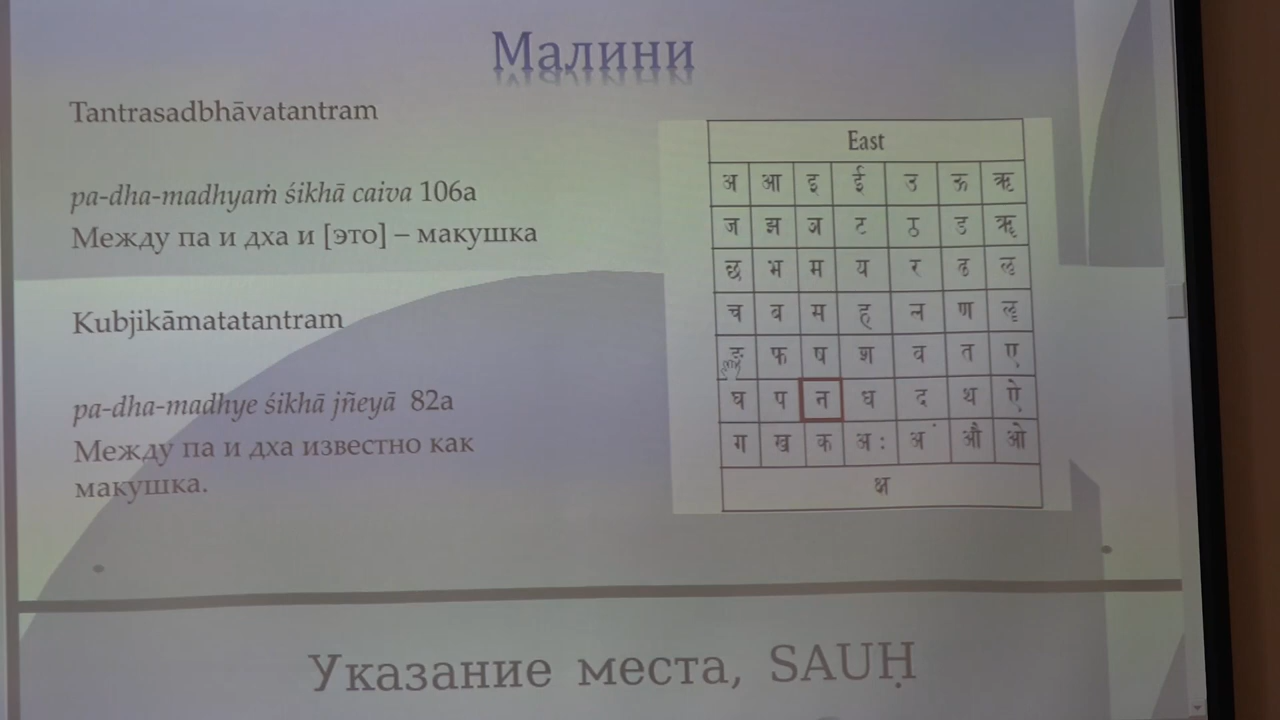 Малини
Tantrasadbhāvatantram
pa-dha-madhyaṁ śikhā caiva 106a
Между па и дха и [это] – макушка
Kubjikāmatatantram
pa-dha-madhye śikhā jñeyā 82a
Между па и дха известно как
макушка.
East
अ आ इ ई उ ऊ ऋ
ज झ ञ ट ठ ड ॠ
छ भ म य र ढ ऌ
च ब म ह न ण ॡ
ङ फ ष श व त ए
घ प न ध द थ ऐ
ग ख क अः अं औ ओ
क्ष
Указание места, SAUḤ